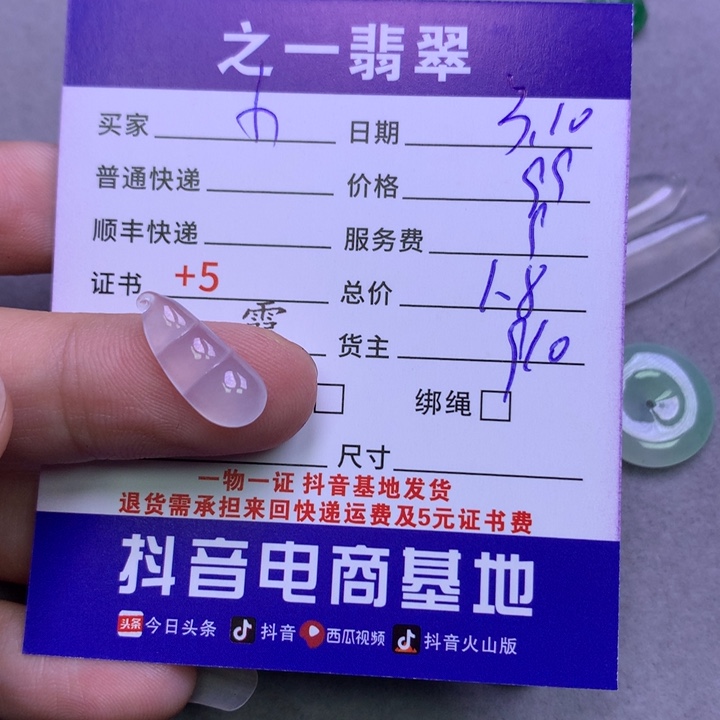 之一翡翠
买家 日期 3.10
普通快递 价格
顺丰快递 服务费
证书 +5 总价 1-8
霞 货主
绑绳
尺寸
一物一证 抖音基地发货
退货需承担来回快递运费及5元证书费
抖音电商基地
头条 今日头条 抖音 西瓜视频 抖音火山版